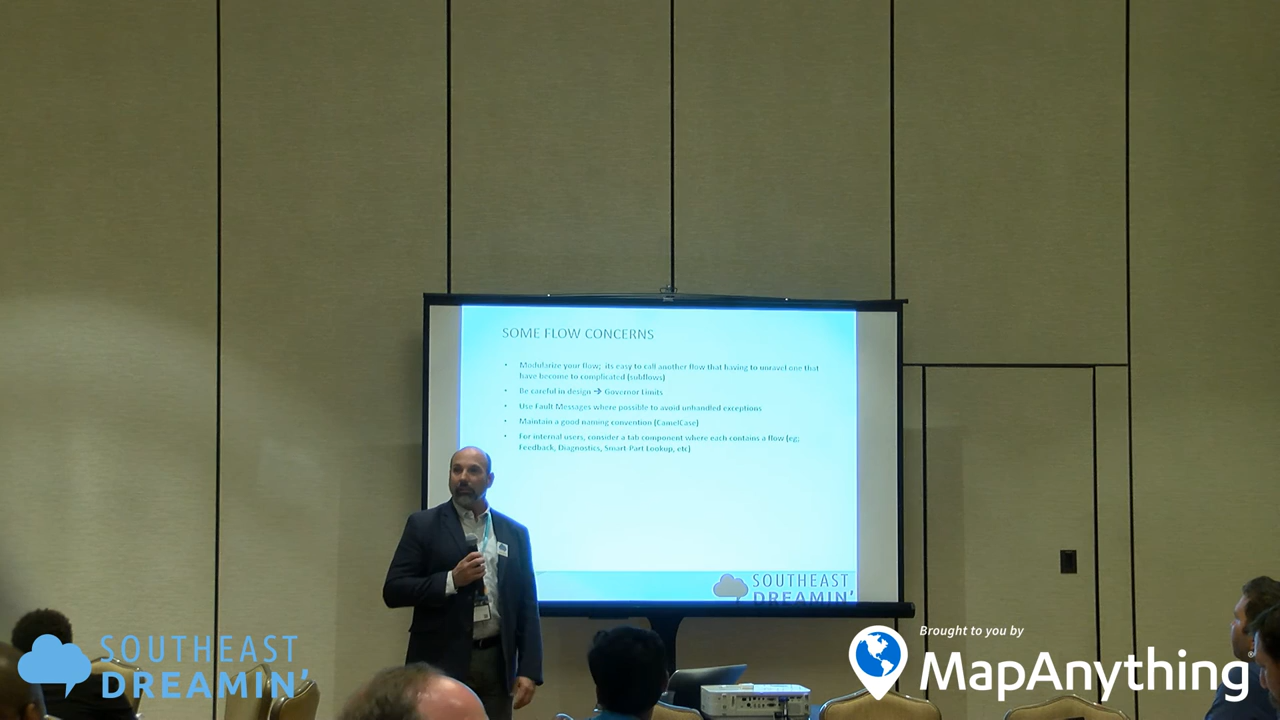 SOME FLOW CONCERNS
• Modularize your flow; its easy to call another flow that having to unravel one that
have become to complicated (subflows)
• Be careful in design → Governor Limits
• Use Fault Messages where possible to avoid unhandled exceptions
• Maintain a good naming convention (CamelCase)
• For internal users, consider a tab component where each contains a flow (eg;
Feedback, Diagnostics, Smart Part Lookup, etc)
SOUTHEAST
DREAMIN'
SOUTHEAST
DREAMIN'
Brought to you by
MapAnything